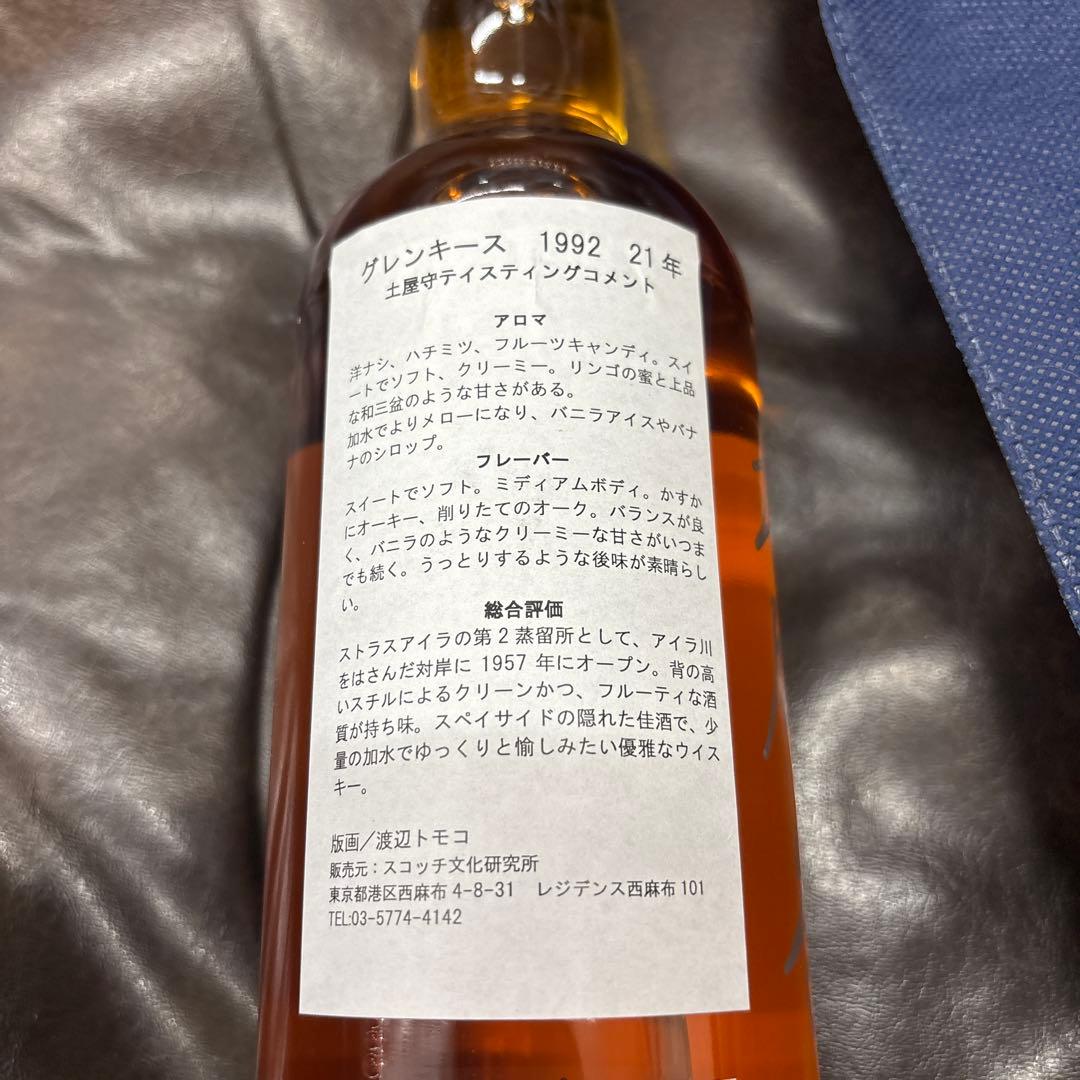 グレンキース　1992　21年
土屋守テイスティングコメント
アロマ
洋ナシ、ハチミツ、フルーツキャンディ。スイ
ートでソフト、クリーミー。リンゴの蜜と上品
な和三盆のような甘さがある。
加水でよりメローになり、バニラアイスやバナ
ナのシロップ。
フレーバー
スイートでソフト。ミディアムボディ。かすか
にオーキー、削りたてのオーク。バランスが良
く、バニラのようなクリーミーな甘さがいつま
でも続く。うっとりするような後味が素晴らし
い。
総合評価
ストラスアイラの第2蒸留所として、アイラ川
をはさんだ対岸に1957年にオープン。背の高
いスチルによるクリーンかつ、フルーティな酒
質が持ち味。スペイサイドの隠れた佳酒で、少
量の加水でゆっくりと愉しみたい優雅なウイス
キー。
版画／渡辺トモコ
販売元：スコッチ文化研究所
東京都港区西麻布4-8-31　レジデンス西麻布101
TEL:03-5774-4142